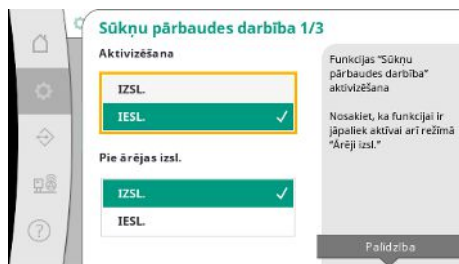 Sūkņu pārbaudes darbība 1/3
Aktivizēšana
IZSL.
IESL.
Pie ārējas izsl.
IZSL.
IESL.
Funkcijas “Sūkņu
pārbaudes darbība”
aktivizēšana
Nosakiet, ka funkcijai ir
jāpaliek aktīvai arī režīmā
“Ārēji izsl.”
Palīdzība